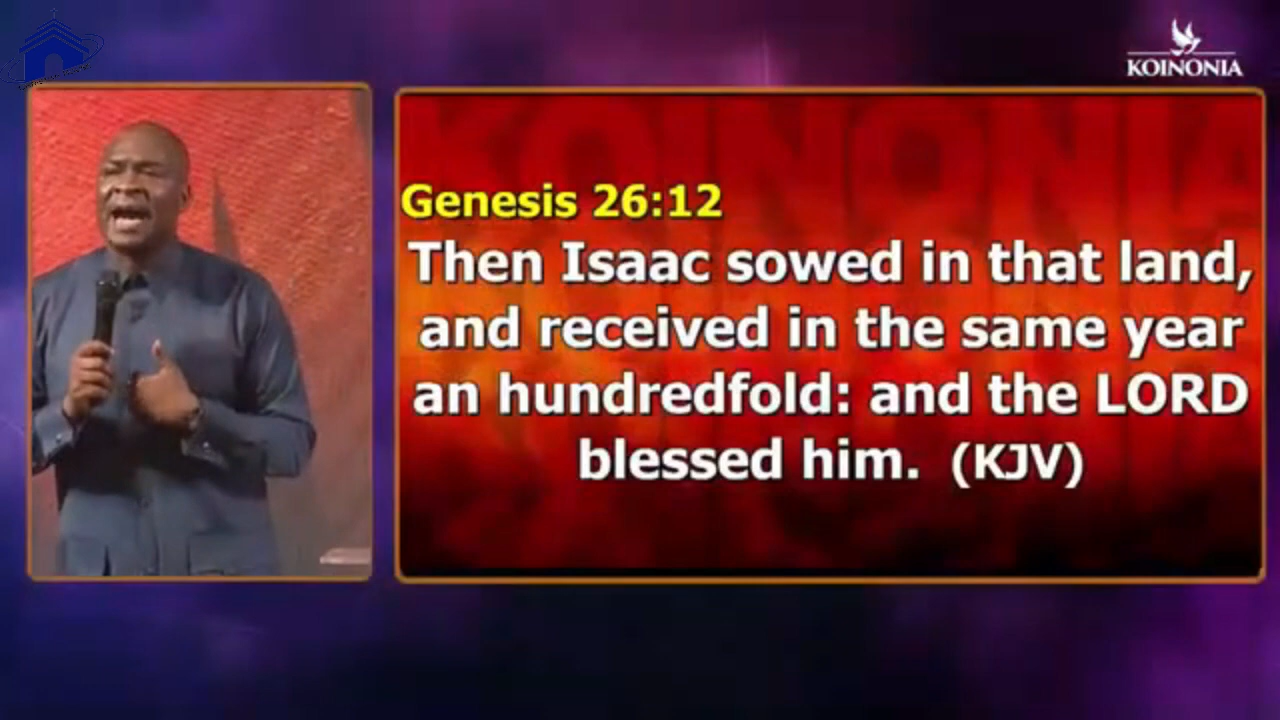 KOINONIA
Genesis 26:12
Then Isaac sowed in that land,
and received in the same year
an hundredfold: and the LORD
blessed him. (KJV)